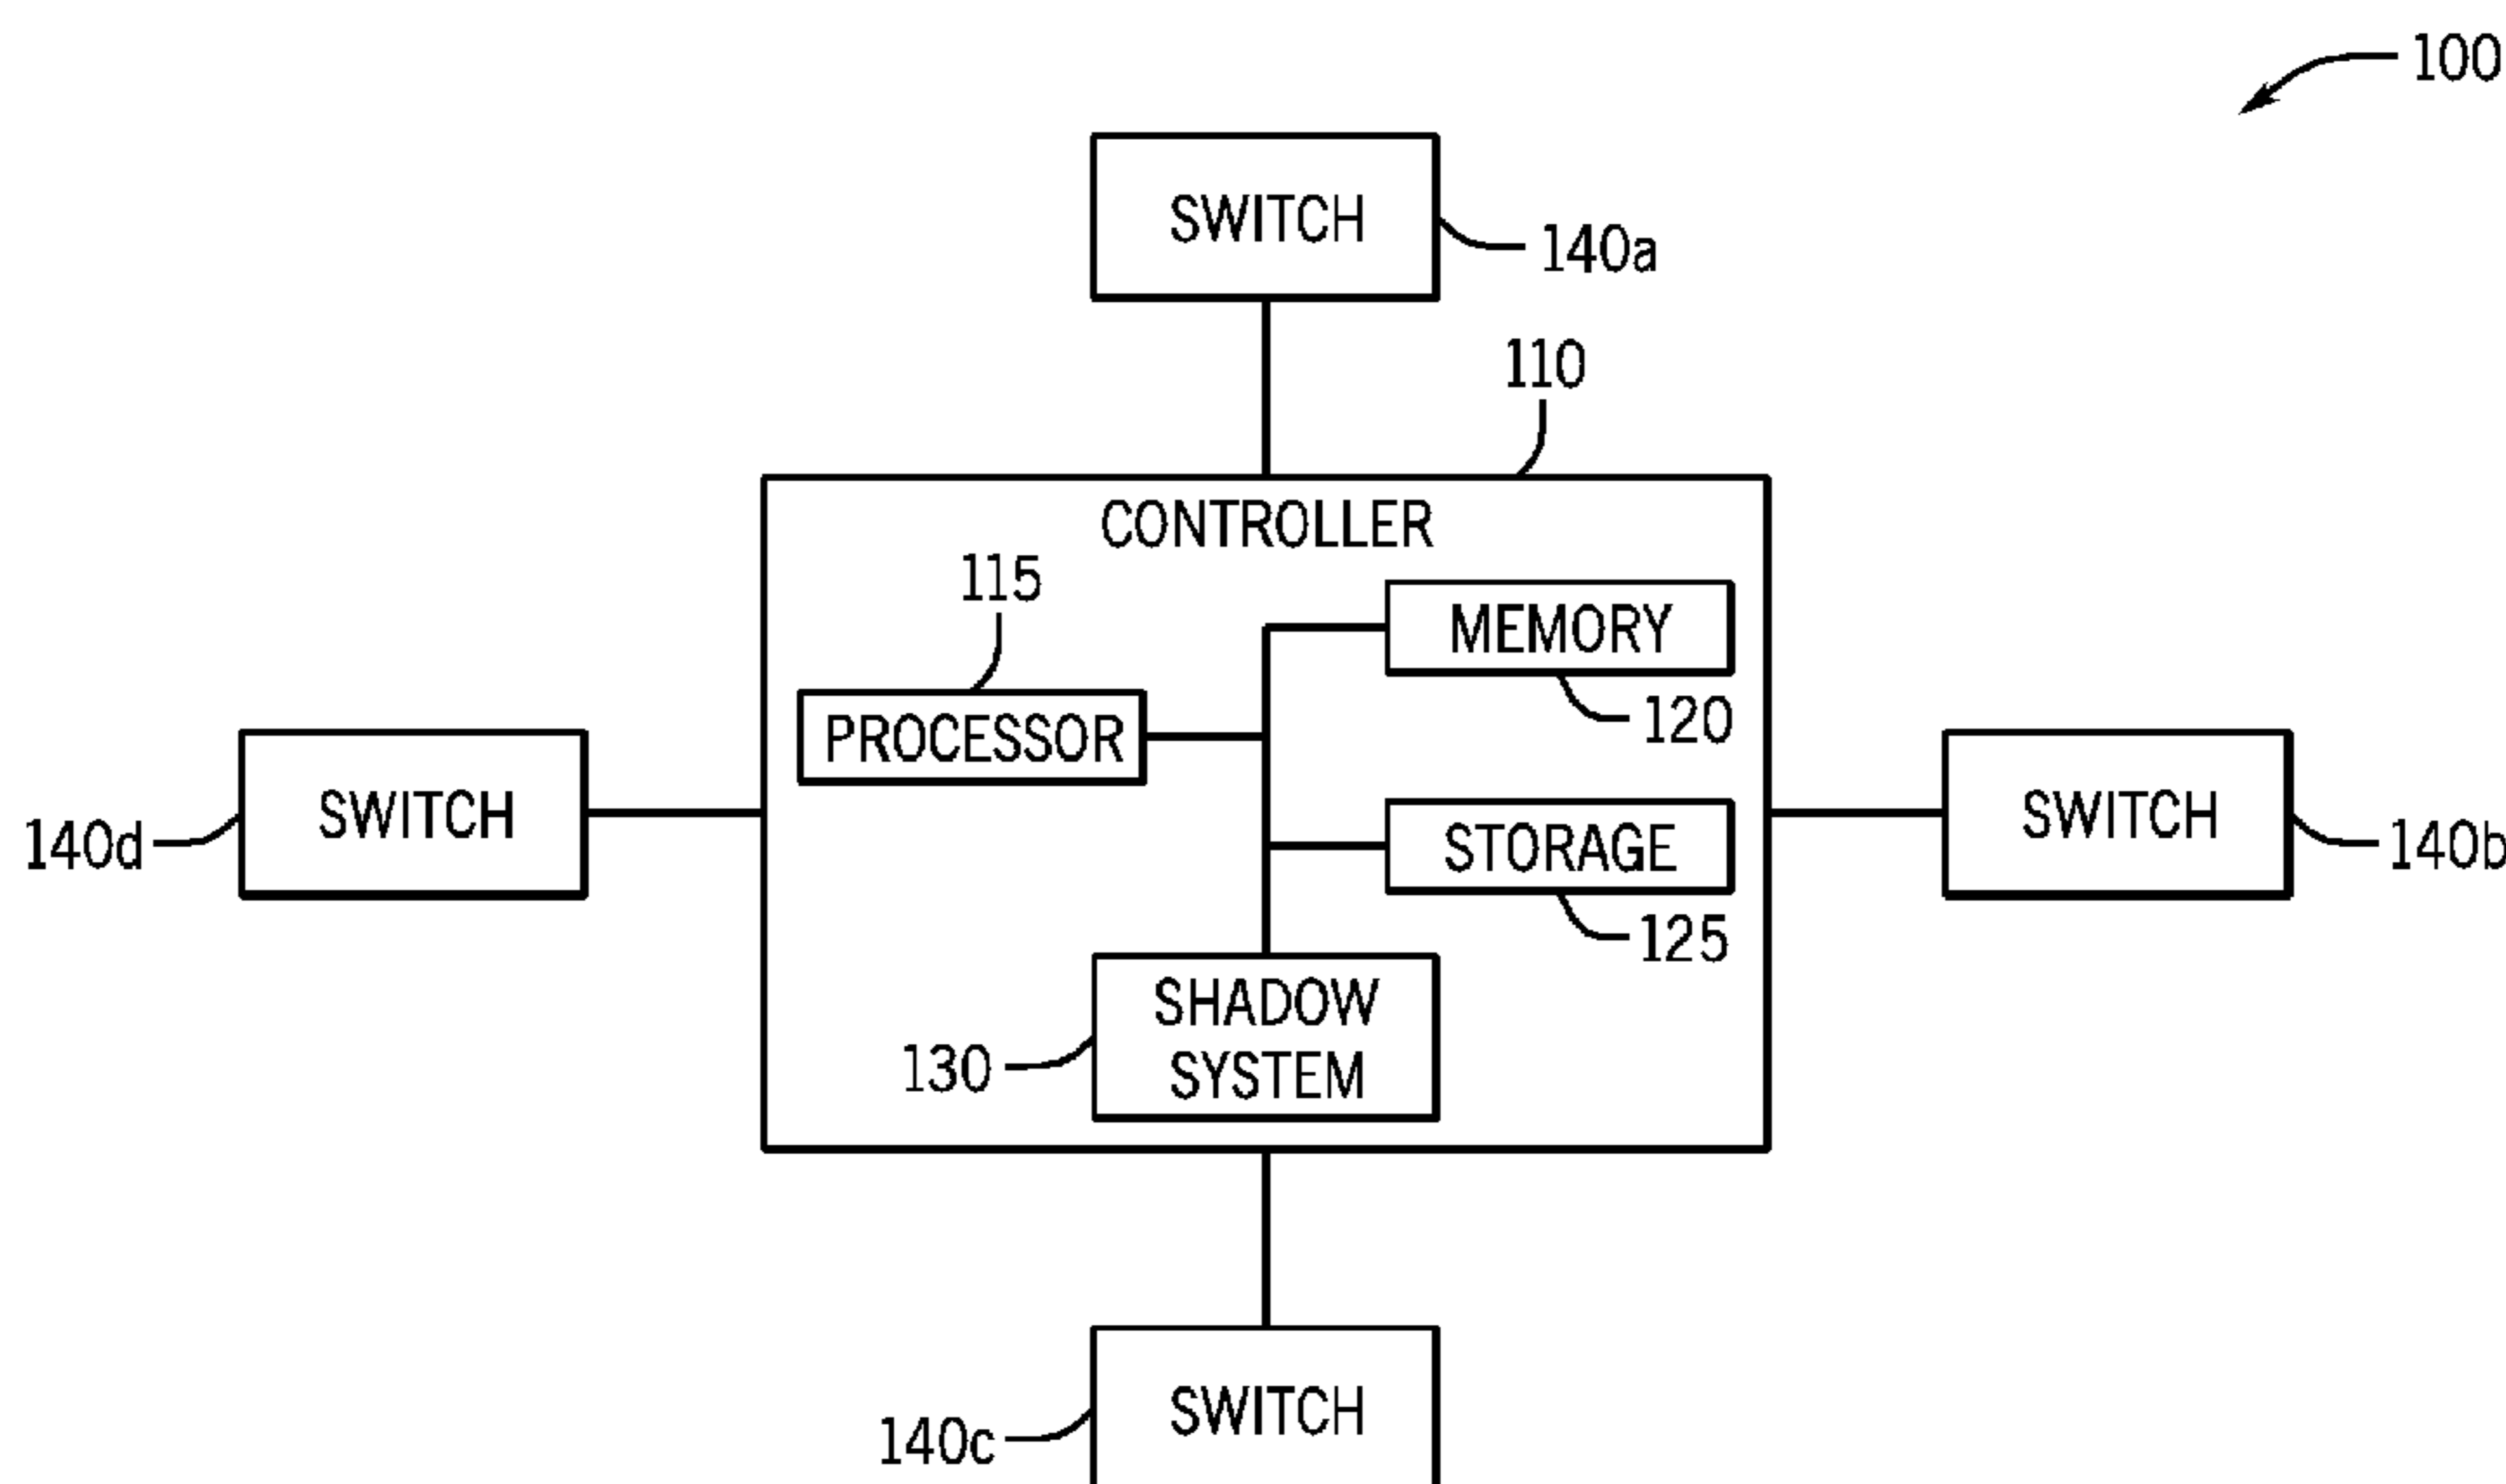 100
SWITCH
140a
110
CONTROLLER
115
MEMORY
PROCESSOR
120
SWITCH
140d
STORAGE
SWITCH
140b
125
SHADOW
SYSTEM
130
SWITCH
140c